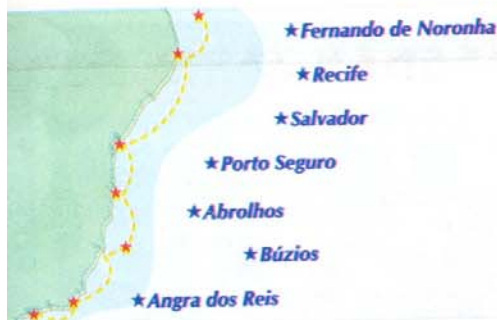 ★Fernando de Noronha
★Recife
★Salvador
★Porto Seguro
★Abrolhos
★Búzios
★Angra dos Reis